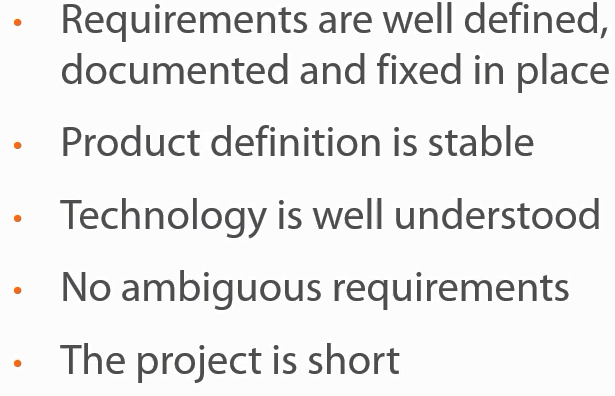 • Requirements are well defined,
documented and fixed in place
• Product definition is stable
• Technology is well understood
• No ambiguous requirements
• The project is short